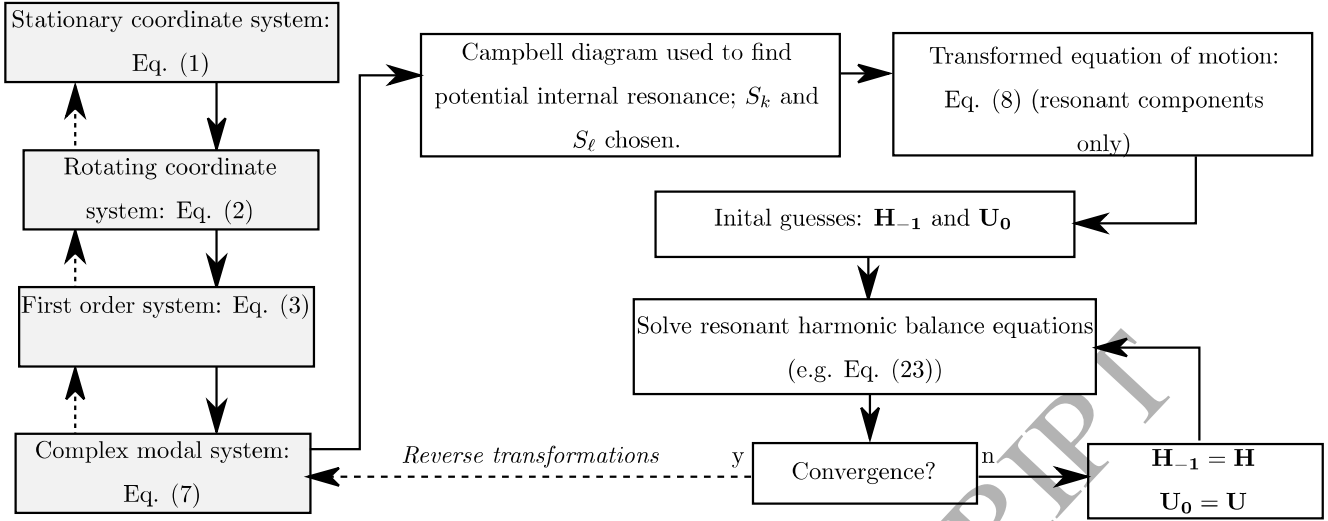 Stationary coordinate system:
Eq. (1)
Rotating coordinate
system: Eq. (2)
First order system: Eq. (3)
Complex modal system:
Eq. (7)
Campbell diagram used to find
potential internal resonance; Sₖ and
S_ℓ chosen.
Transformed equation of motion:
Eq. (8) (resonant components
only)
Inital guesses: H₋₁ and U₀
Solve resonant harmonic balance equations
(e.g. Eq. (23))
Reverse transformations
y
Convergence?
n
H₋₁ = H
U₀ = U
RIPT